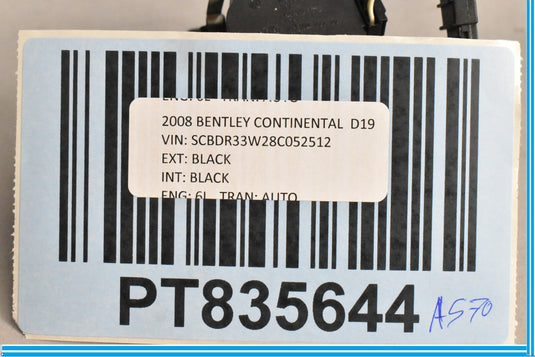 2008 BENTLEY CONTINENTAL D19
VIN: SCBDR33W28C052512
EXT: BLACK
INT: BLACK
ENG: 6L TRAN: AUTO
PT835644
A570